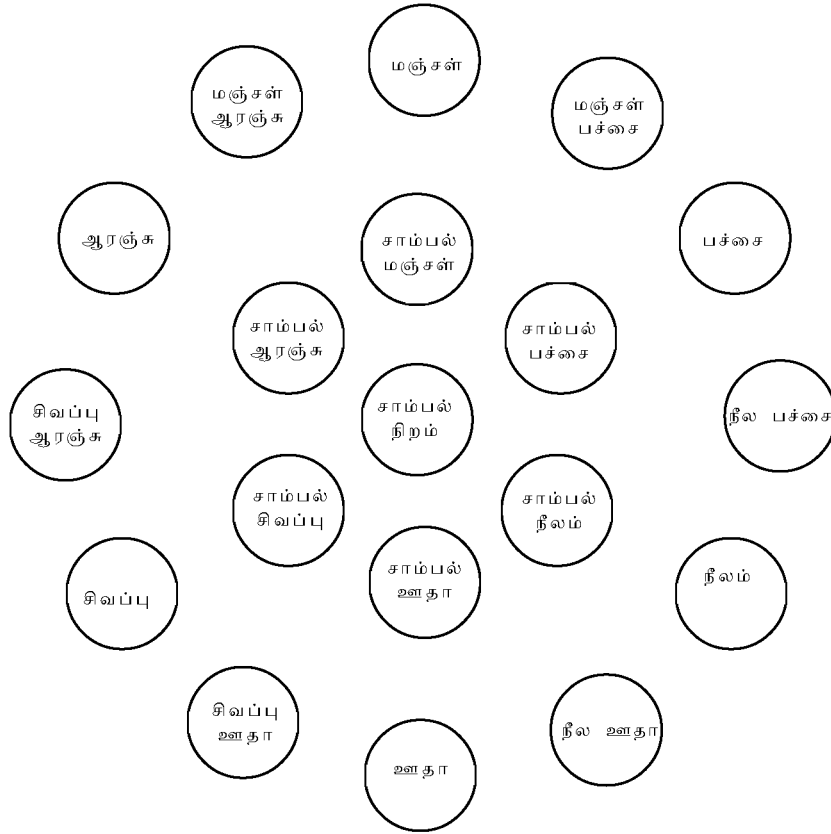 மஞ்சள்
மஞ்சள்
ஆரஞ்சு
மஞ்சள்
பச்சை
ஆரஞ்சு
சாம்பல்
மஞ்சள்
பச்சை
சாம்பல்
ஆரஞ்சு
சாம்பல்
பச்சை
சிவப்பு
ஆரஞ்சு
சாம்பல்
நிறம்
நீல பச்சை
சாம்பல்
சிவப்பு
சாம்பல்
நீலம்
சிவப்பு
சாம்பல்
ஊதா
நீலம்
சிவப்பு
ஊதா
ஊதா
நீல ஊதா